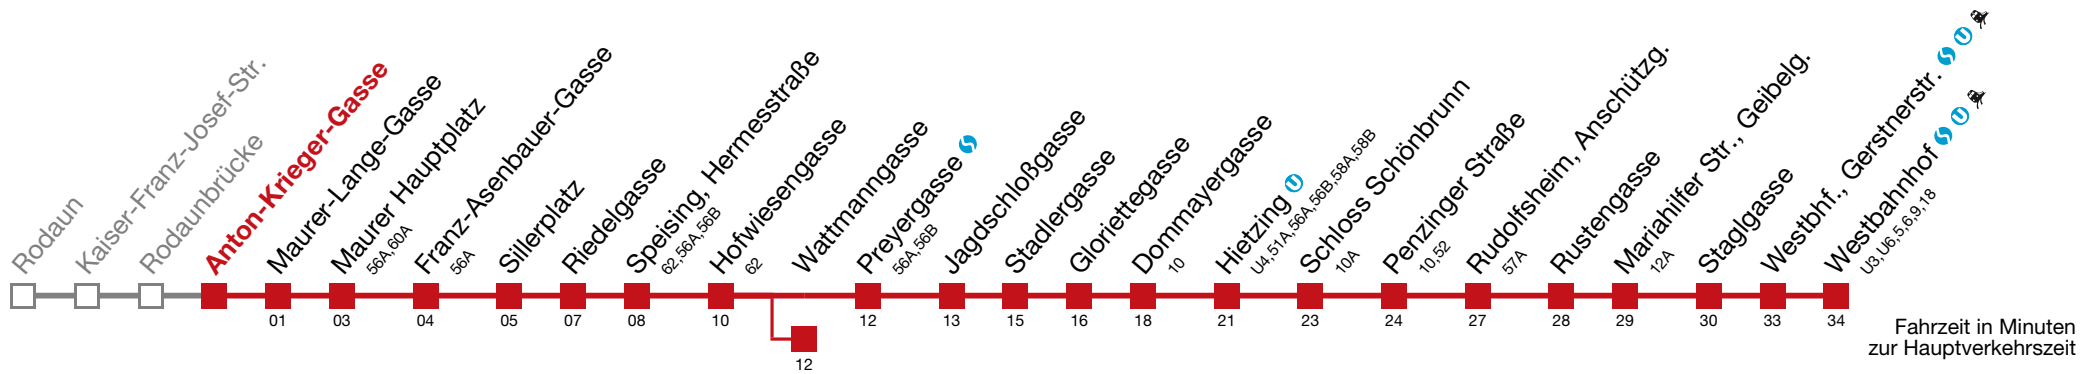 Rodaun
Kaiser-Franz-Josef-Str.
Rodaunbrücke
Anton-Krieger-Gasse
Maurer-Lange-Gasse
01
Maurer Hauptplatz
56A,60A
03
Franz-Asenbauer-Gasse
56A
04
Sillerplatz
05
Riedelgasse
07
Speising, Hermesstraße
62,56A,56B
08
Hofwiesengasse
62
10
Wattmanngasse
12
Preyergasse
56A,56B
12
Jagdschloßgasse
13
Stadlergasse
15
Gloriettegasse
16
Dommayergasse
10
18
Hietzing U
U4,51A,56A,56B,58A,58B
21
Schloss Schönbrunn
10A
23
Penzinger Straße
10,52
24
Rudolfsheim, Anschützg.
57A
27
Rustengasse
28
Mariahilfer Str., Geibelg.
12A
29
Staglgasse
30
Westbhf., Gerstnerstr. U
33
Westbahnhof U
U3,U6,5,6,9,18
34
Fahrzeit in Minuten
zur Hauptverkehrszeit